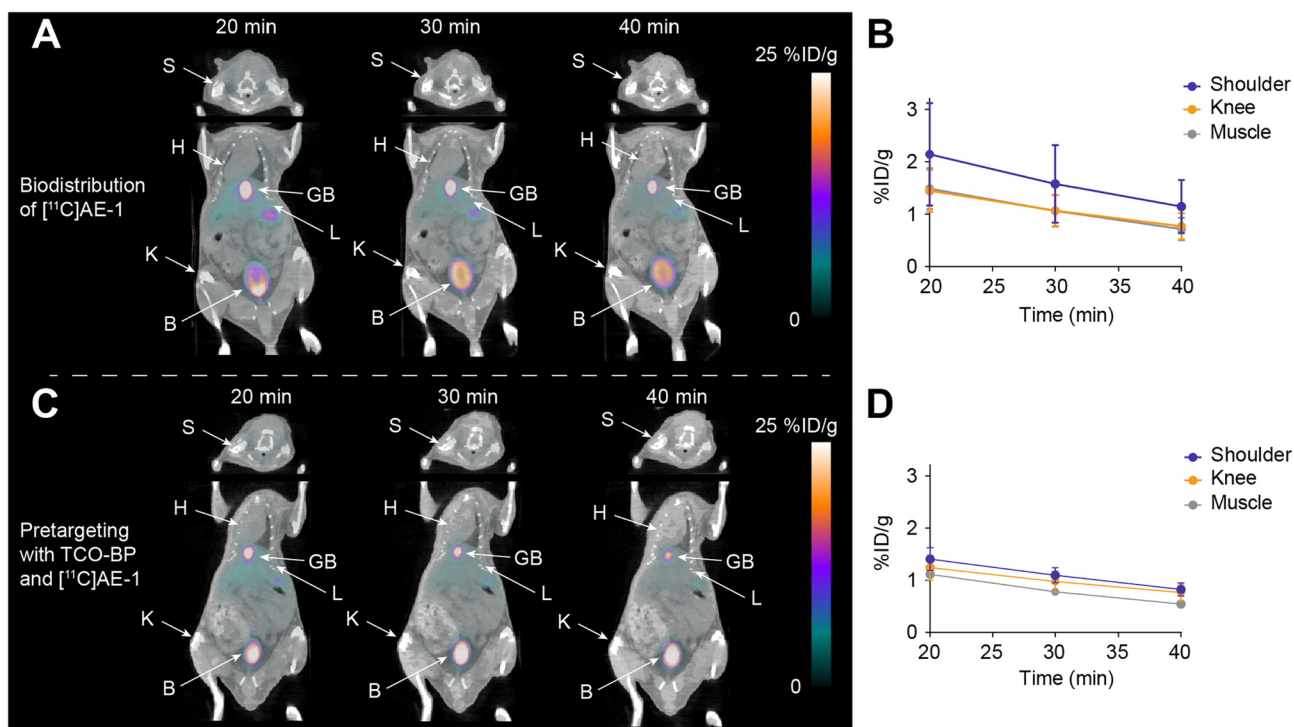 A
20 min
30 min
40 min
25 %ID/g
S
H
GB
L
K
B
S
H
GB
L
K
B
S
H
GB
L
K
B
0
Biodistribution
of [¹¹C]AE-1
B
%ID/g
3
2
1
0
20
25
30
35
40
Time (min)
Shoulder
Knee
Muscle
C
20 min
30 min
40 min
25 %ID/g
S
H
GB
L
K
B
S
H
GB
L
K
B
S
H
GB
L
K
B
0
Pretargeting
with TCO-BP
and [¹¹C]AE-1
D
%ID/g
3
2
1
0
20
25
30
35
40
Time (min)
Shoulder
Knee
Muscle